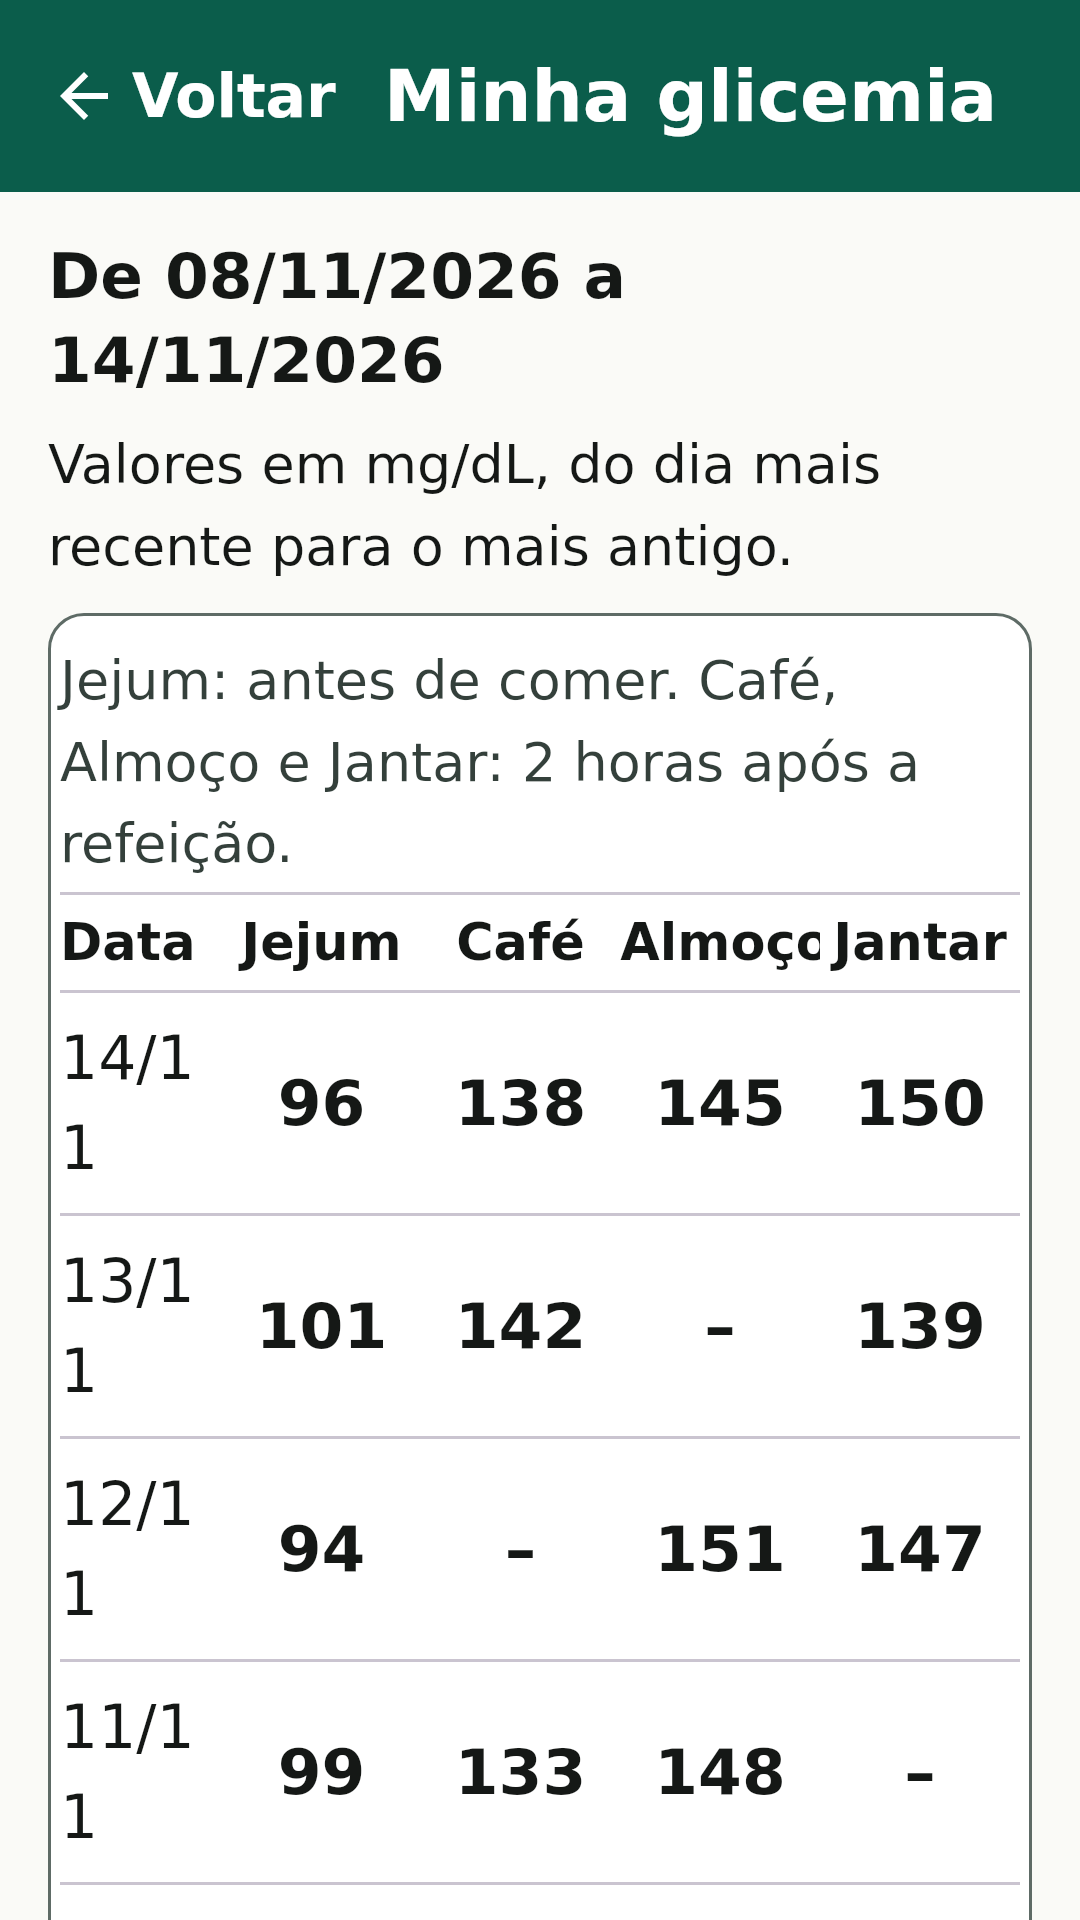 Voltar Minha glicemia
De 08/11/2026 a
14/11/2026
Valores em mg/dL, do dia mais
recente para o mais antigo.
Jejum: antes de comer. Café,
Almoço e Jantar: 2 horas após a
refeição.
Data Jejum Café Almoço Jantar
14/1
1 96 138 145 150
13/1
1 101 142 – 139
12/1
1 94 – 151 147
11/1
1 99 133 148 –